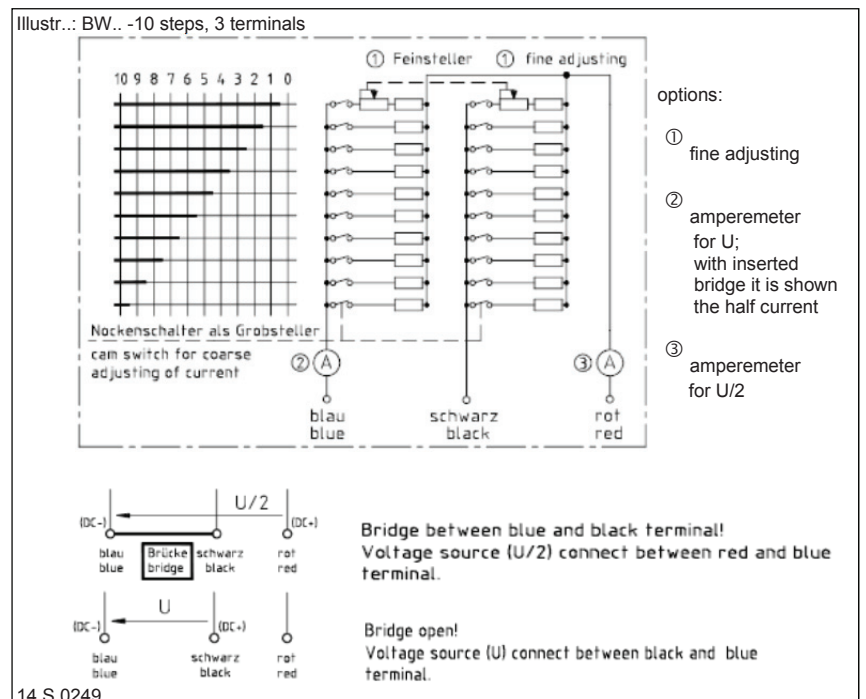 Illustr..: BW.. -10 steps, 3 terminals
① Feinsteller ① fine adjusting
10 9 8 7 6 5 4 3 2 1 0
options:
①
fine adjusting
②
amperemeter
for U;
with inserted
bridge it is shown
the half current
③
amperemeter
for U/2
Nockenschalter als Grobsteller
cam switch for coarse
adjusting of current
② A
③ A
blau
blue
schwarz
black
rot
red
U/2
(DC-)
(DC+)
blau
blue
Brücke
bridge
schwarz
black
rot
red
Bridge between blue and black terminal!
Voltage source (U/2) connect between red and blue
terminal.
U
(DC-)
(DC+)
blau
blue
schwarz
black
rot
red
Bridge open!
Voltage source (U) connect between black and blue
terminal.
14 S 0249